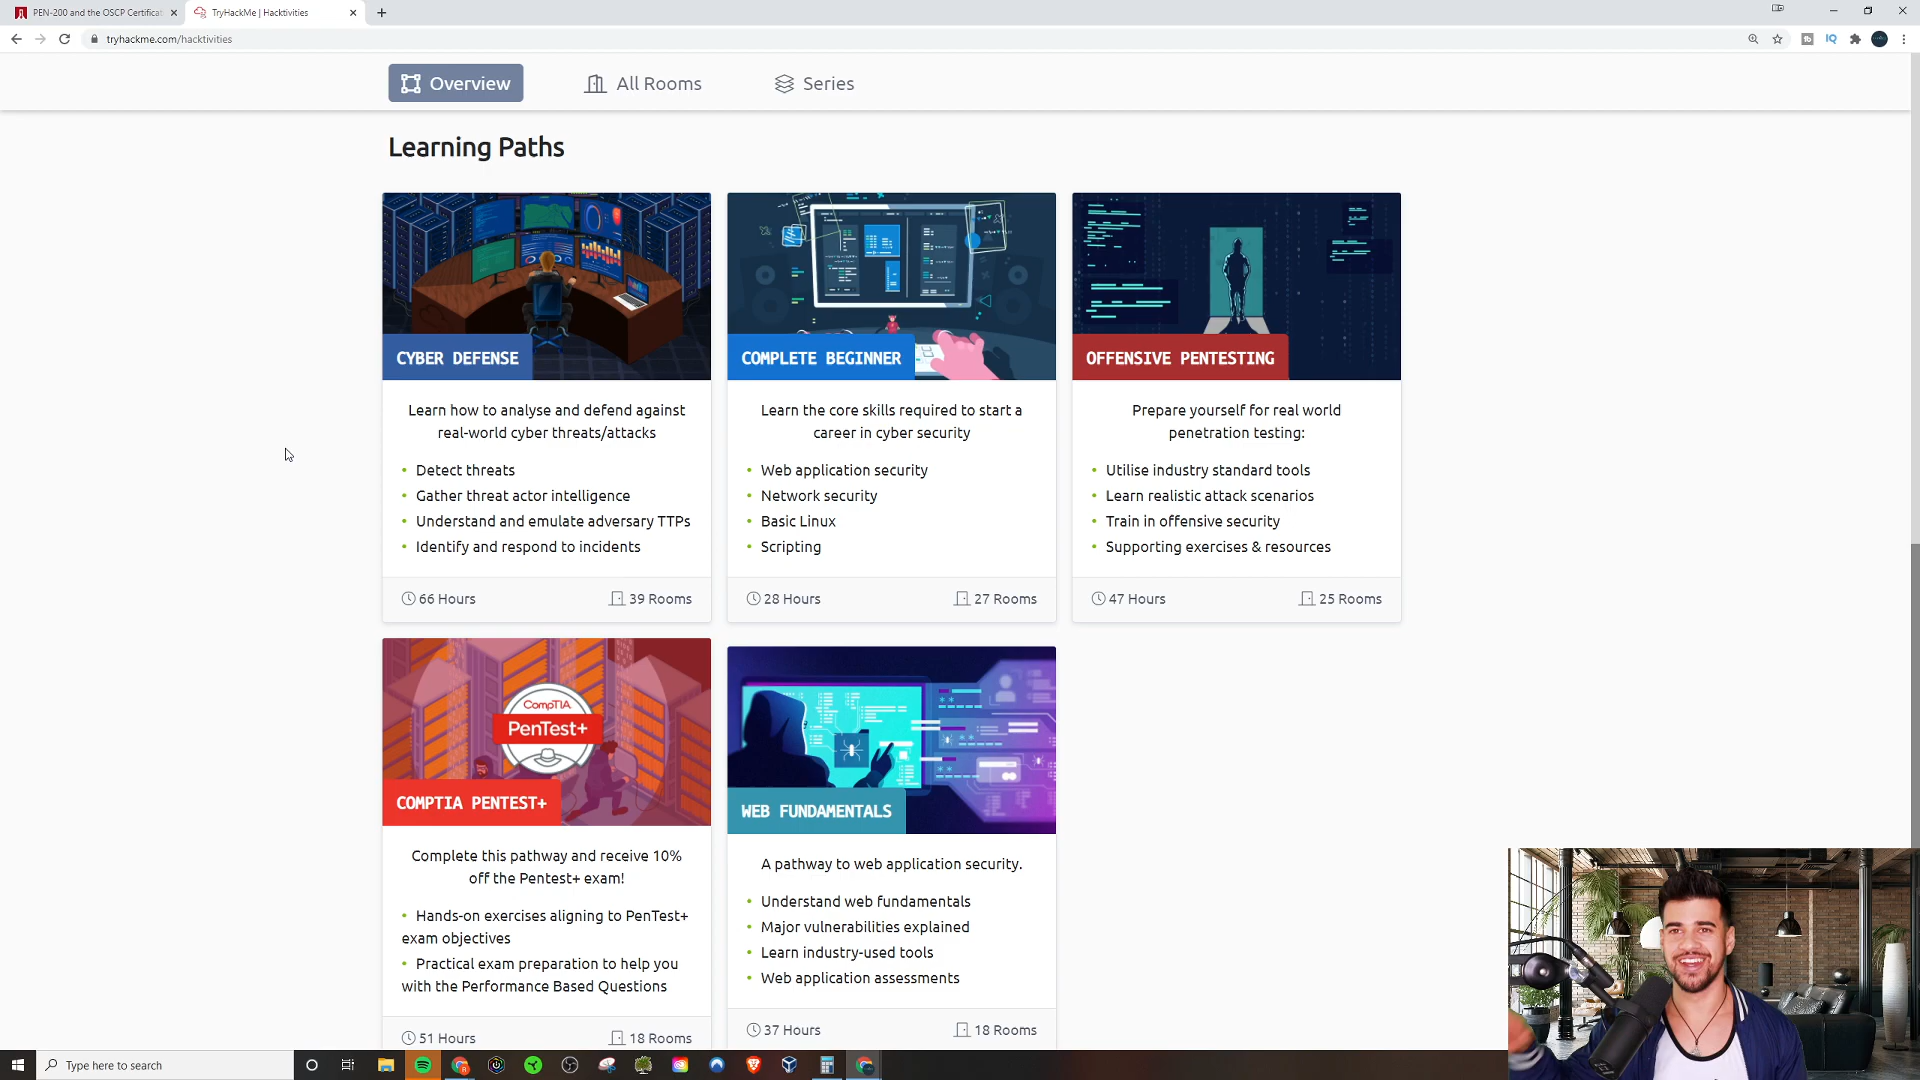 PEN-200 and the OSCP Certificat
TryHackMe | Hacktivities
tryhackme.com/hacktivities
Overview
All Rooms
Series
Learning Paths
CYBER DEFENSE
Learn how to analyse and defend against
real-world cyber threats/attacks
• Detect threats
• Gather threat actor intelligence
• Understand and emulate adversary TTPs
• Identify and respond to incidents
66 Hours
39 Rooms
COMPLETE BEGINNER
Learn the core skills required to start a
career in cyber security
• Web application security
• Network security
• Basic Linux
• Scripting
28 Hours
27 Rooms
OFFENSIVE PENTESTING
Prepare yourself for real world
penetration testing:
• Utilise industry standard tools
• Learn realistic attack scenarios
• Train in offensive security
• Supporting exercises & resources
47 Hours
25 Rooms
CompTIA
PenTest+
COMPTIA PENTEST+
Complete this pathway and receive 10%
off the Pentest+ exam!
• Hands-on exercises aligning to PenTest+
exam objectives
• Practical exam preparation to help you
with the Performance Based Questions
51 Hours
18 Rooms
WEB FUNDAMENTALS
A pathway to web application security.
• Understand web fundamentals
• Major vulnerabilities explained
• Learn industry-used tools
• Web application assessments
37 Hours
18 Rooms
Type here to search